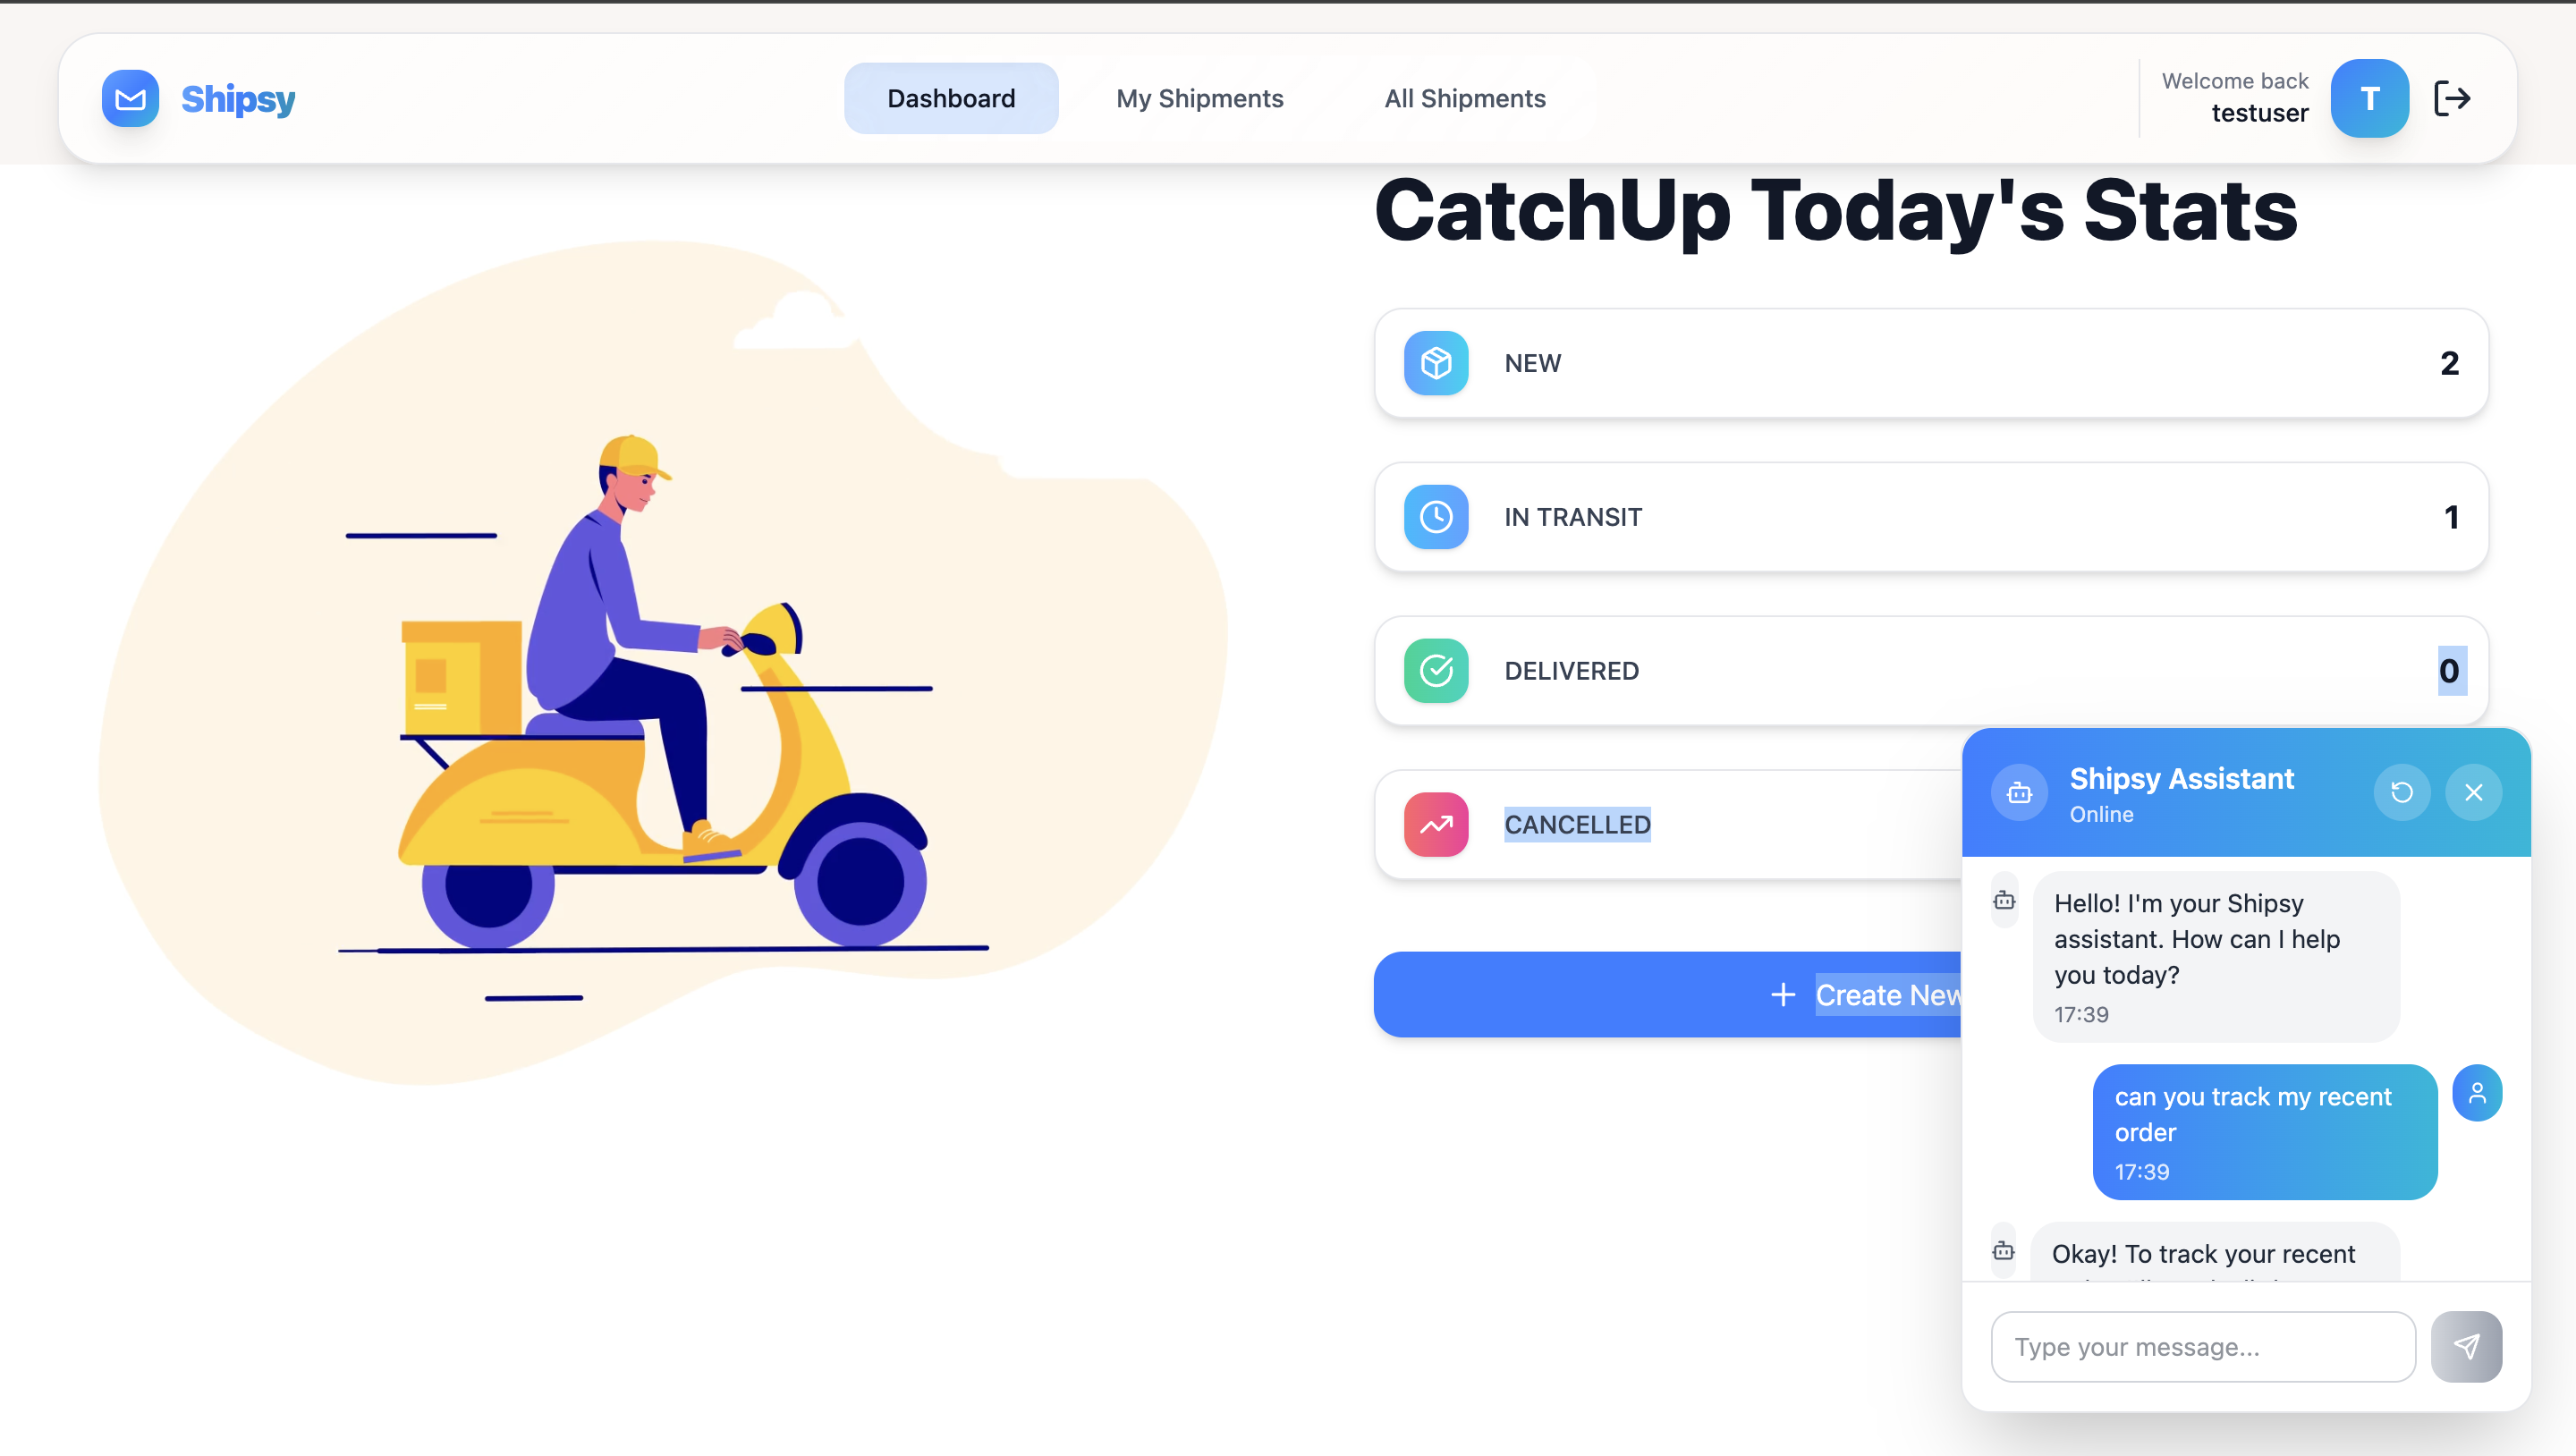 Shipsy
Dashboard
My Shipments
All Shipments
Welcome back
testuser
T
CatchUp Today's Stats
NEW
2
IN TRANSIT
1
DELIVERED
0
CANCELLED
Create New
Shipsy Assistant
Online
Hello! I'm your Shipsy
assistant. How can I help
you today?
17:39
can you track my recent
order
17:39
Okay! To track your recent
Type your message...